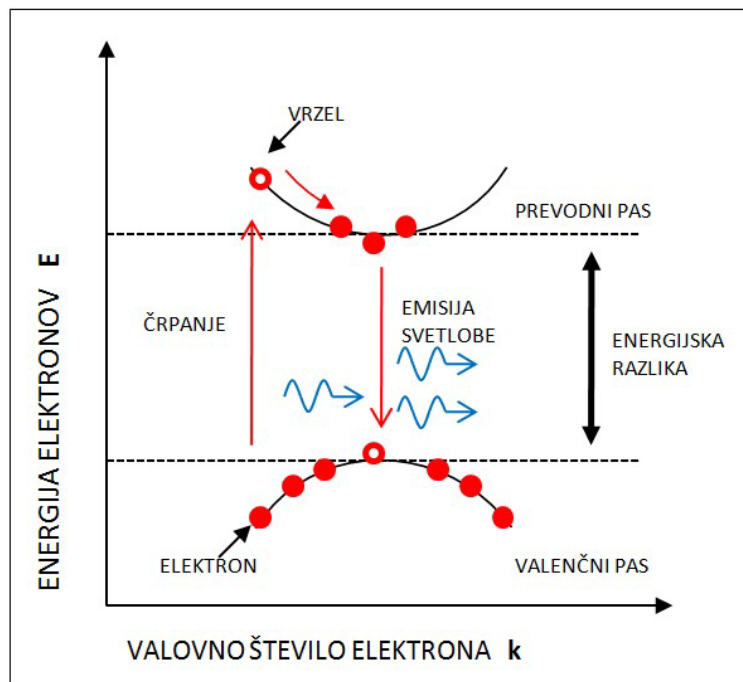 VRZEL
PREVODNI PAS
ČRPANJE
EMISIJA
SVETLOBE
ENERGIJSKA
RAZLIKA
ELEKTRON
VALENČNI PAS
ENERGIJA ELEKTRONOV E
VALOVNO ŠTEVILO ELEKTRONA k